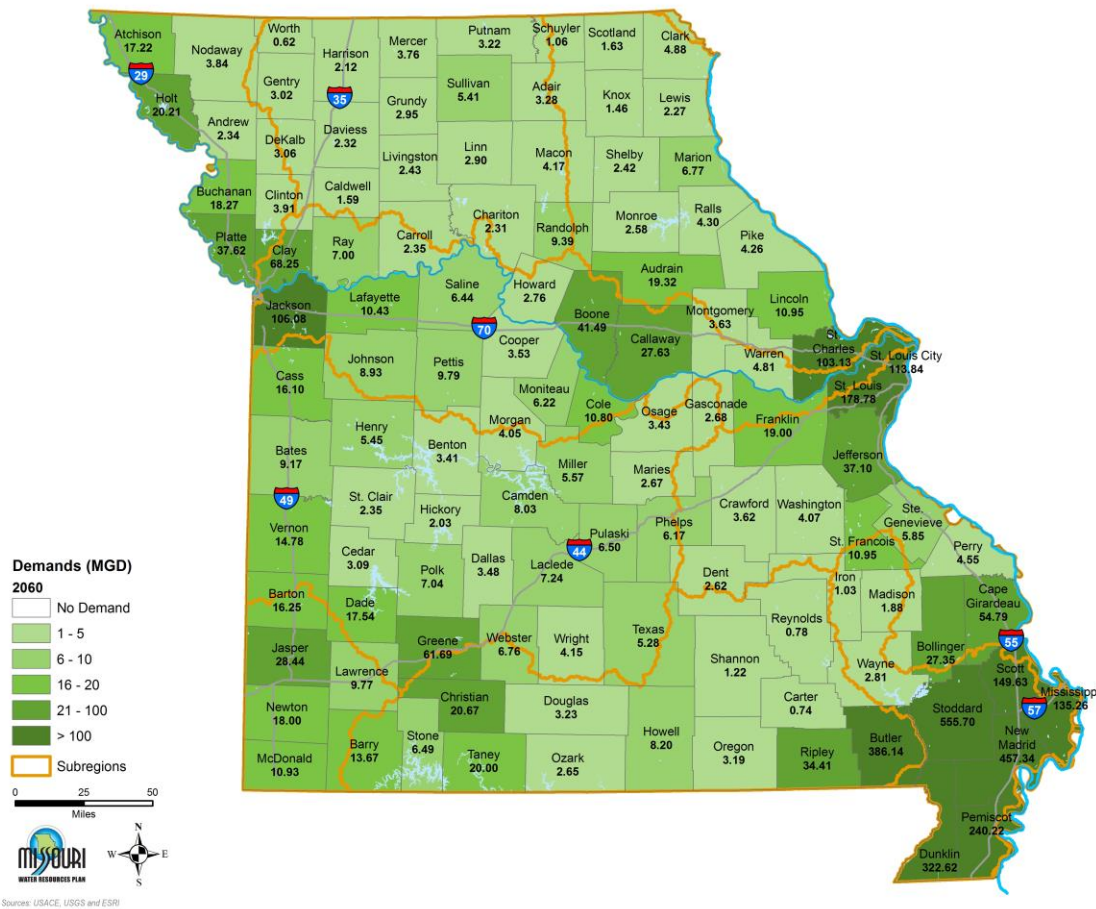 Atchison
17.22
Nodaway
3.84
Worth
0.62
Harrison
2.12
Mercer
3.76
Putnam
3.22
Schuyler
1.06
Scotland
1.63
Clark
4.88
29
Holt
20.21
Gentry
3.02
35
Sullivan
5.41
Adair
3.28
Knox
1.46
Lewis
2.27
Grundy
2.95
Andrew
2.34
DeKalb
3.06
Daviess
2.32
Livingston
2.43
Linn
2.90
Macon
4.17
Shelby
2.42
Marion
6.77
Buchanan
18.27
Clinton
3.91
Caldwell
1.59
Chariton
2.31
Randolph
9.39
Monroe
2.58
Ralls
4.30
Pike
4.26
Platte
37.62
Clay
68.25
Ray
7.00
Carroll
2.35
Audrain
19.32
Saline
6.44
Howard
2.76
Lincoln
10.95
Jackson
106.08
Lafayette
10.43
70
Boone
41.49
Callaway
27.63
Montgomery
3.63
Warren
4.81
St.
Charles
103.13
St. Louis City
113.84
St. Louis
178.78
Cooper
3.53
Johnson
8.93
Pettis
9.79
Cass
16.10
Moniteau
6.22
Cole
10.80
Osage
3.43
Gasconade
2.68
Franklin
19.00
Henry
5.45
Morgan
4.05
Benton
3.41
Miller
5.57
Maries
2.67
Jefferson
37.10
Bates
9.17
49
St. Clair
2.35
Hickory
2.03
Camden
8.03
Crawford
3.62
Washington
4.07
Ste.
Genevieve
5.85
Vernon
14.78
Pulaski
6.50
Phelps
6.17
St. Francois
10.95
Perry
4.55
44
Cedar
3.09
Polk
7.04
Dallas
3.48
Laclede
7.24
Dent
2.62
Iron
1.03
Madison
1.88
Cape
Girardeau
54.79
Barton
16.25
Dade
17.54
Reynolds
0.78
Greene
61.69
Webster
6.76
Wright
4.15
Texas
5.28
Bollinger
27.35
55
Jasper
28.44
Lawrence
9.77
Shannon
1.22
Wayne
2.81
Scott
149.63
Mississippi
135.26
57
Newton
18.00
Christian
20.67
Douglas
3.23
Carter
0.74
Stoddard
555.70
Howell
8.20
Butler
386.14
New
Madrid
457.34
McDonald
10.93
Barry
13.67
Stone
6.49
Taney
20.00
Ozark
2.65
Oregon
3.19
Ripley
34.41
Pemiscot
240.22
Dunklin
322.62
Demands (MGD)
2060
No Demand
1 - 5
6 - 10
16 - 20
21 - 100
> 100
Subregions
0 25 50
Miles
MISSOURI
WATER RESOURCES PLAN
N
W E
S
Sources: USACE, USGS and ESRI